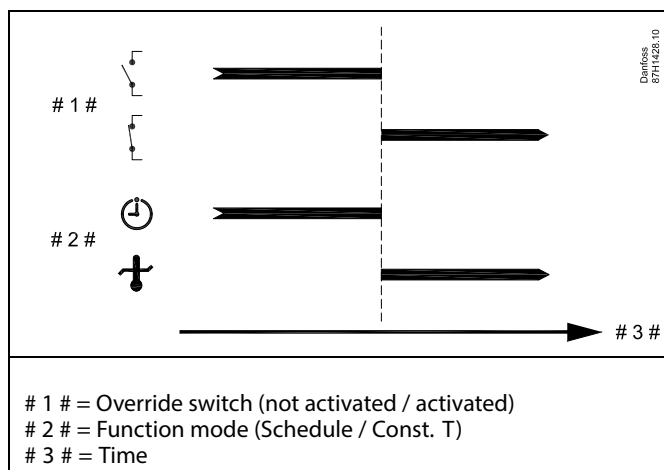 Danfoss
87H1428.10
# 1 #
# 2 #
# 3 #
# 1 # = Override switch (not activated / activated)
# 2 # = Function mode (Schedule / Const. T)
# 3 # = Time